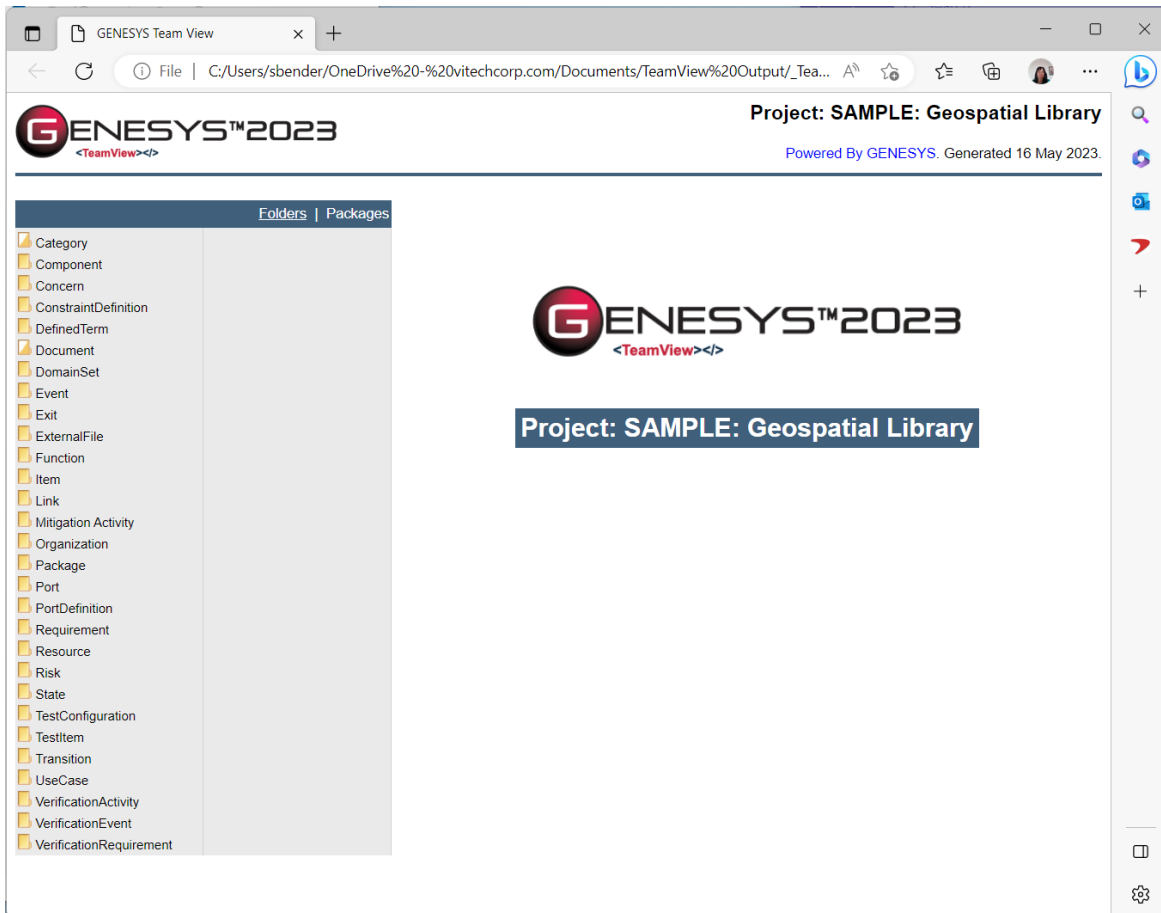 GENESYS Team View
File | C:/Users/sbender/OneDrive%20-%20vitechcorp.com/Documents/TeamView%20Output/_Tea...
GENESYS™2023
<TeamView></>
Project: SAMPLE: Geospatial Library
Powered By GENESYS. Generated 16 May 2023.
Folders | Packages
Category
Component
Concern
ConstraintDefinition
DefinedTerm
Document
DomainSet
Event
Exit
ExternalFile
Function
Item
Link
Mitigation Activity
Organization
Package
Port
PortDefinition
Requirement
Resource
Risk
State
TestConfiguration
TestItem
Transition
UseCase
VerificationActivity
VerificationEvent
VerificationRequirement
GENESYS™2023
<TeamView></>
Project: SAMPLE: Geospatial Library